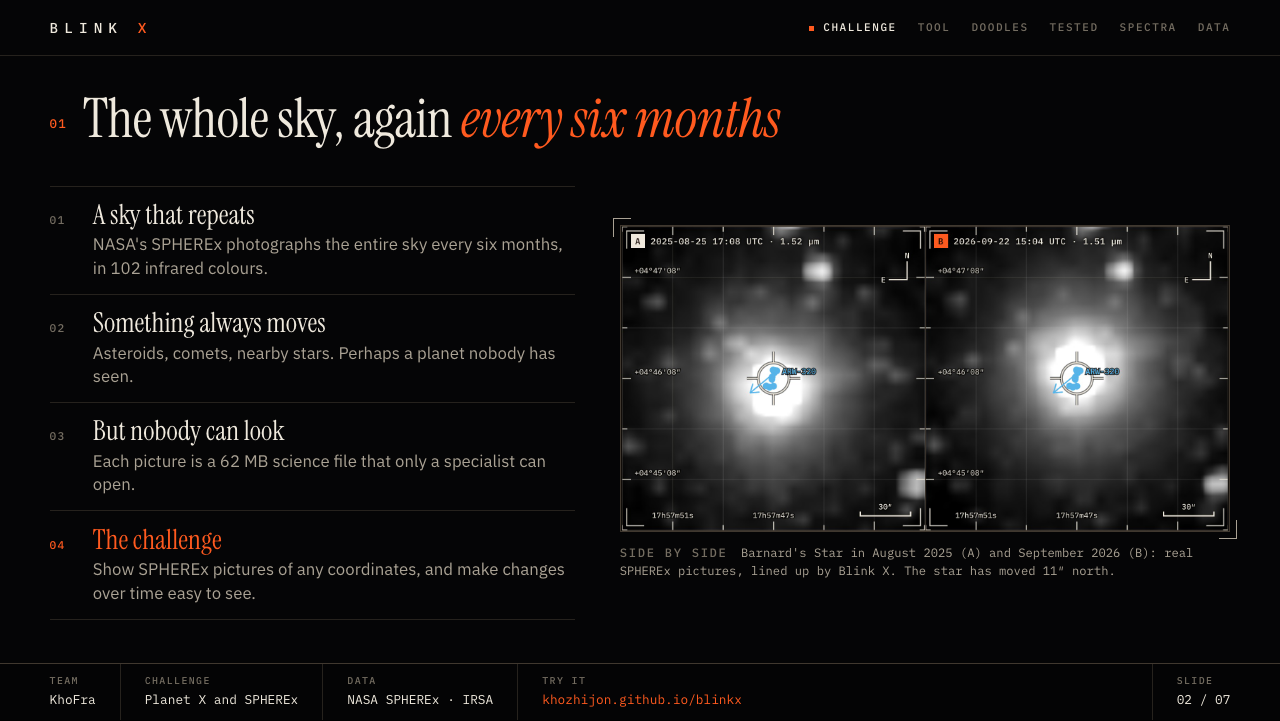 BLINK X
CHALLENGE TOOL DOODLES TESTED SPECTRA DATA
01 The whole sky, again every six months
01 A sky that repeats
NASA's SPHEREx photographs the entire sky every six months,
in 102 infrared colours.
02 Something always moves
Asteroids, comets, nearby stars. Perhaps a planet nobody has
seen.
03 But nobody can look
Each picture is a 62 MB science file that only a specialist can
open.
04 The challenge
Show SPHEREx pictures of any coordinates, and make changes
over time easy to see.
A 2025-08-25 17:08 UTC · 1.52 µm
N
E
+04°47'08"
+04°46'08"
+04°45'08"
30"
17h57m51s 17h57m47s
B 2026-09-22 15:04 UTC · 1.51 µm
N
E
+04°47'08"
+04°46'08"
+04°45'08"
30"
17h57m51s 17h57m47s
SIDE BY SIDE Barnard's Star in August 2025 (A) and September 2026 (B): real
SPHEREx pictures, lined up by Blink X. The star has moved 11″ north.
TEAM
KhoFra
CHALLENGE
Planet X and SPHEREx
DATA
NASA SPHEREx · IRSA
TRY IT
khozhijon.github.io/blinkx
SLIDE
02 / 07